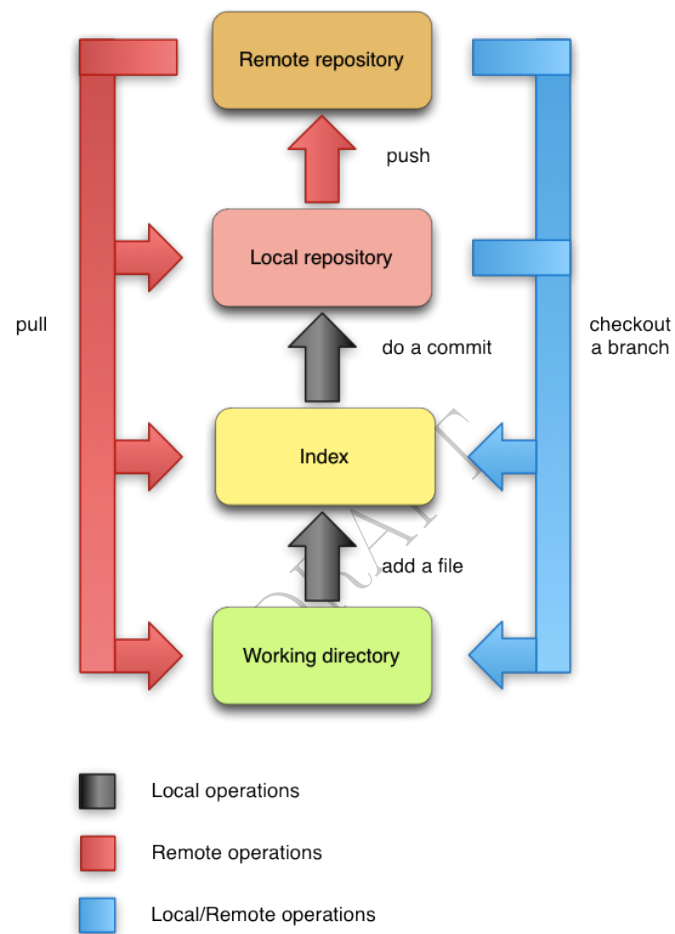 Remote repository
push
Local repository
pull
checkout
a branch
do a commit
Index
DRAFT
add a file
Working directory
Local operations
Remote operations
Local/Remote operations